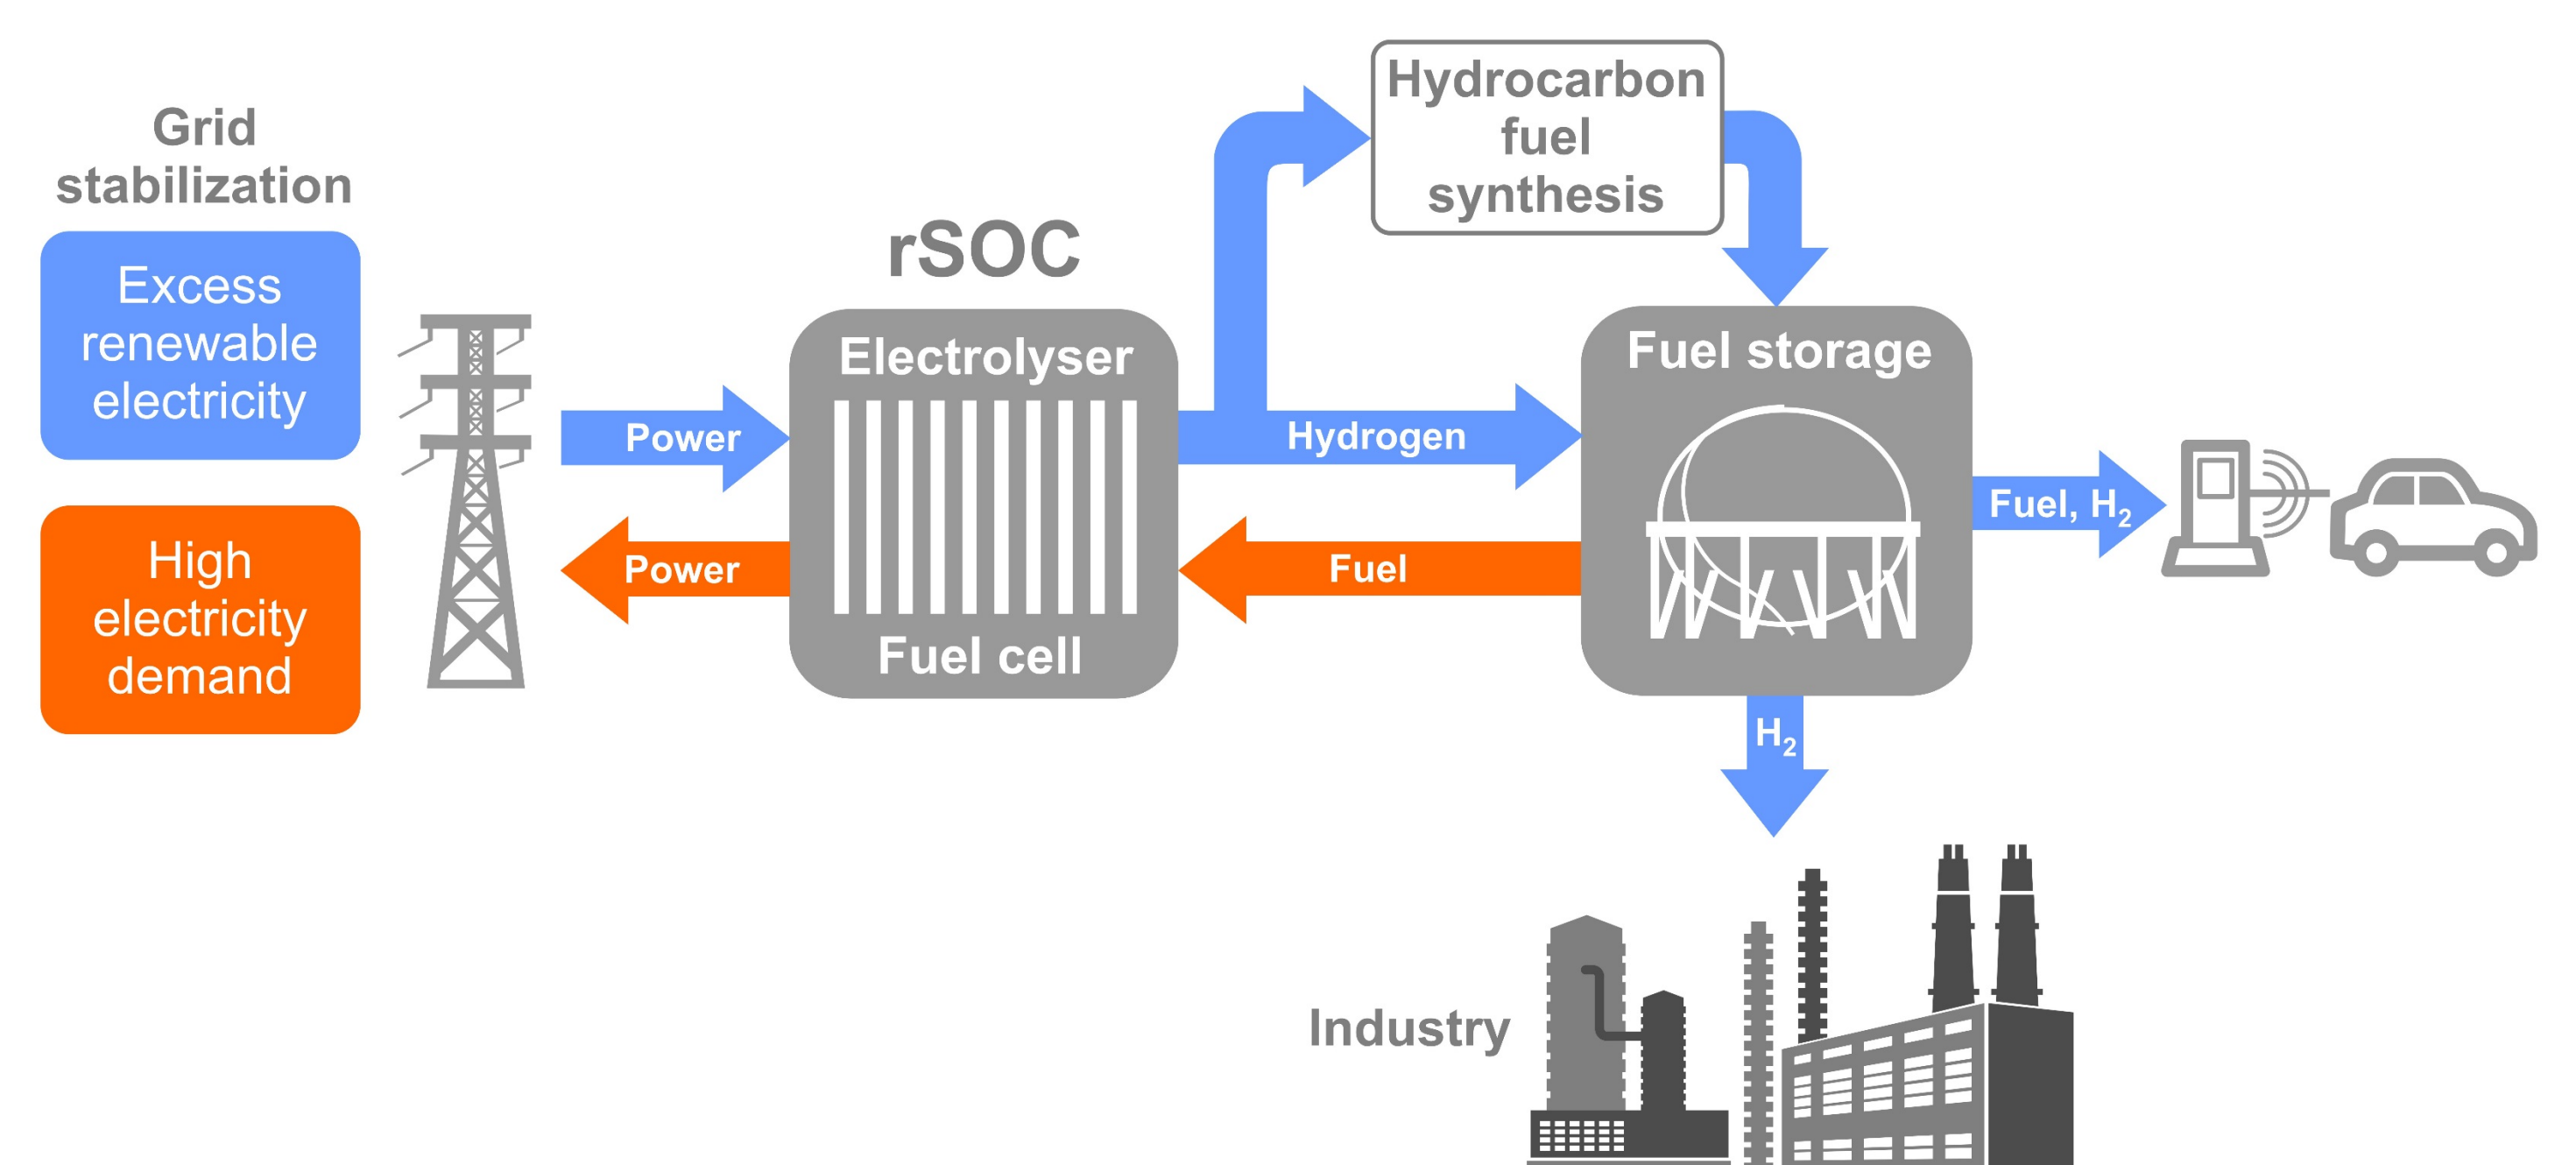 Grid
stabilization
Excess
renewable
electricity
High
electricity
demand
Power
Power
rSOC
Electrolyser
Fuel cell
Hydrocarbon
fuel
synthesis
Hydrogen
Fuel
Fuel storage
Fuel, H₂
H₂
Industry